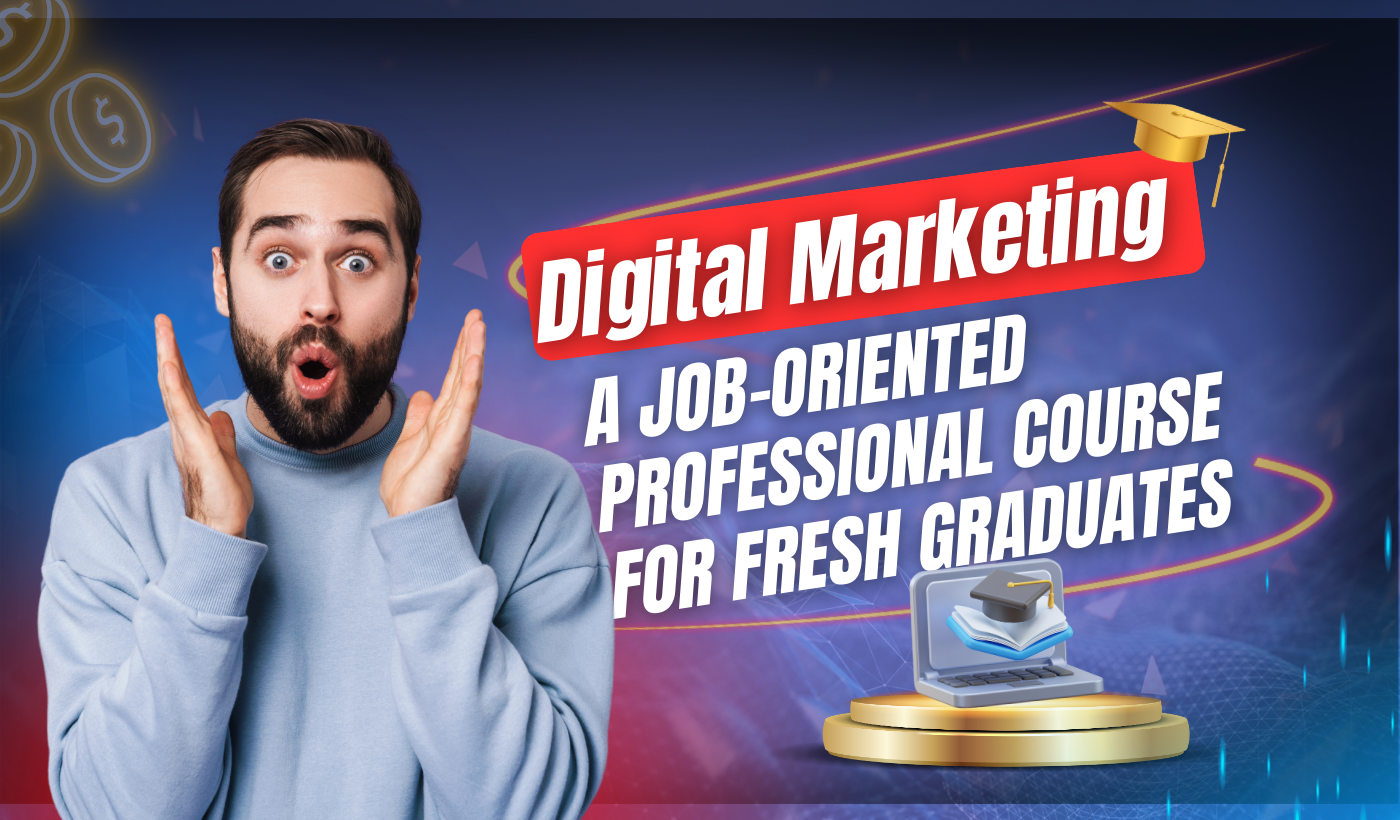 Digital Marketing
A JOB-ORIENTED
PROFESSIONAL COURSE
FOR FRESH GRADUATES